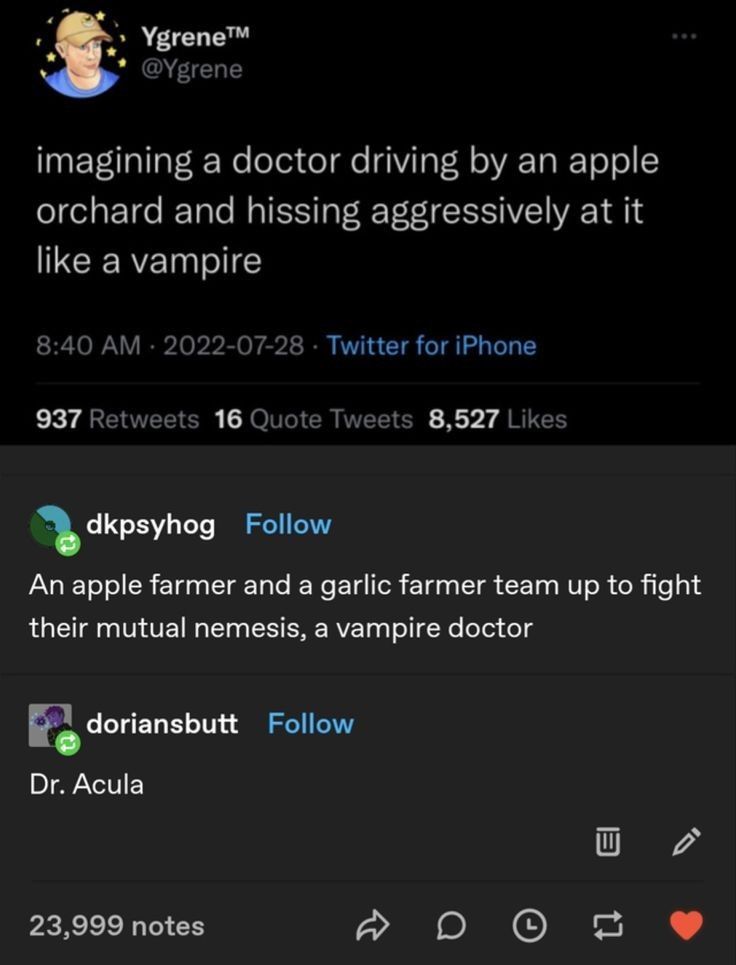 Ygrene™
@Ygrene
imagining a doctor driving by an apple
orchard and hissing aggressively at it
like a vampire
8:40 AM · 2022-07-28 · Twitter for iPhone
937 Retweets 16 Quote Tweets 8,527 Likes
dkpsyhog Follow
An apple farmer and a garlic farmer team up to fight
their mutual nemesis, a vampire doctor
doriansbutt Follow
Dr. Acula
23,999 notes